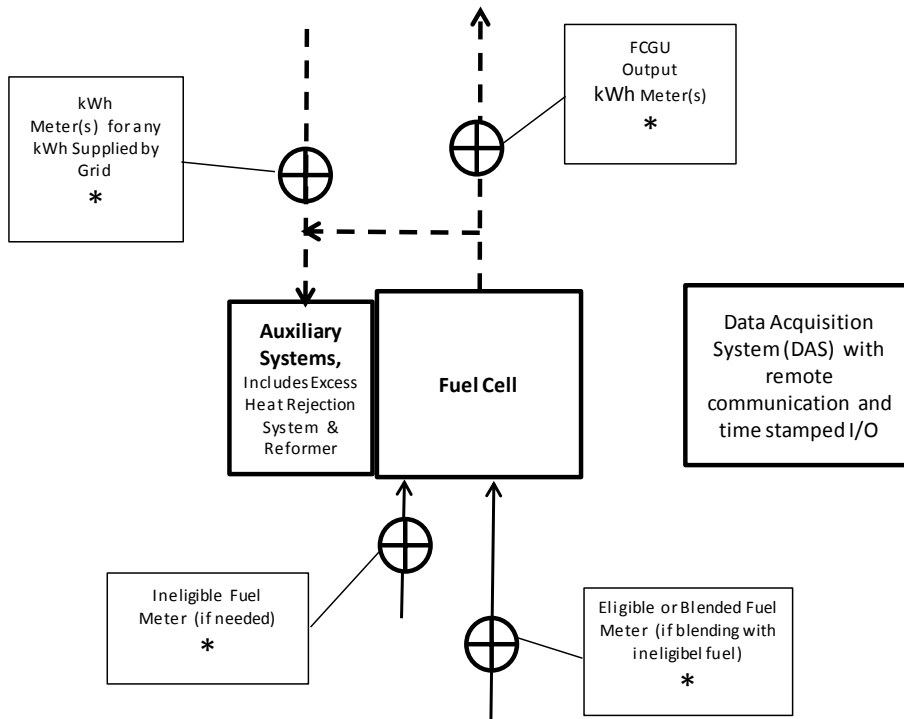 kWh
Meter(s) for any
kWh Supplied by
Grid
*
FCGU
Output
kWh Meter(s)
*
Auxiliary
Systems,
Includes Excess
Heat Rejection
System &
Reformer
Fuel Cell
Data Acquisition
System (DAS) with
remote
communication and
time stamped I/O
Ineligible Fuel
Meter (if needed)
*
Eligible or Blended Fuel
Meter (if blending with
ineligibel fuel)
*